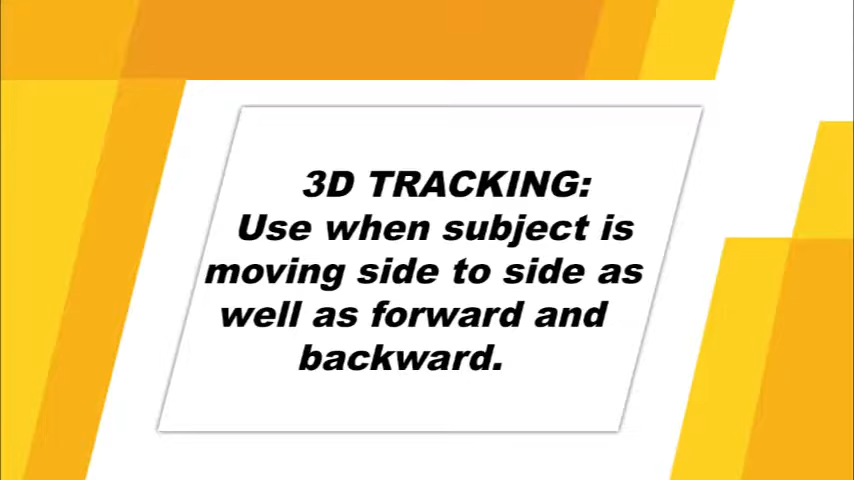 3D TRACKING:
Use when subject is
moving side to side as
well as forward and
backward.